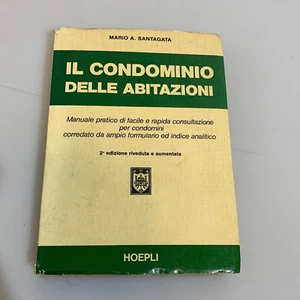 MARIO A. SANTAGATA
IL CONDOMINIO
DELLE ABITAZIONI
Manuale pratico di facile e rapida consultazione
per condomini
corredato da ampio formulario ed indice analitico
2ª edizione riveduta e aumentata
HOEPLI